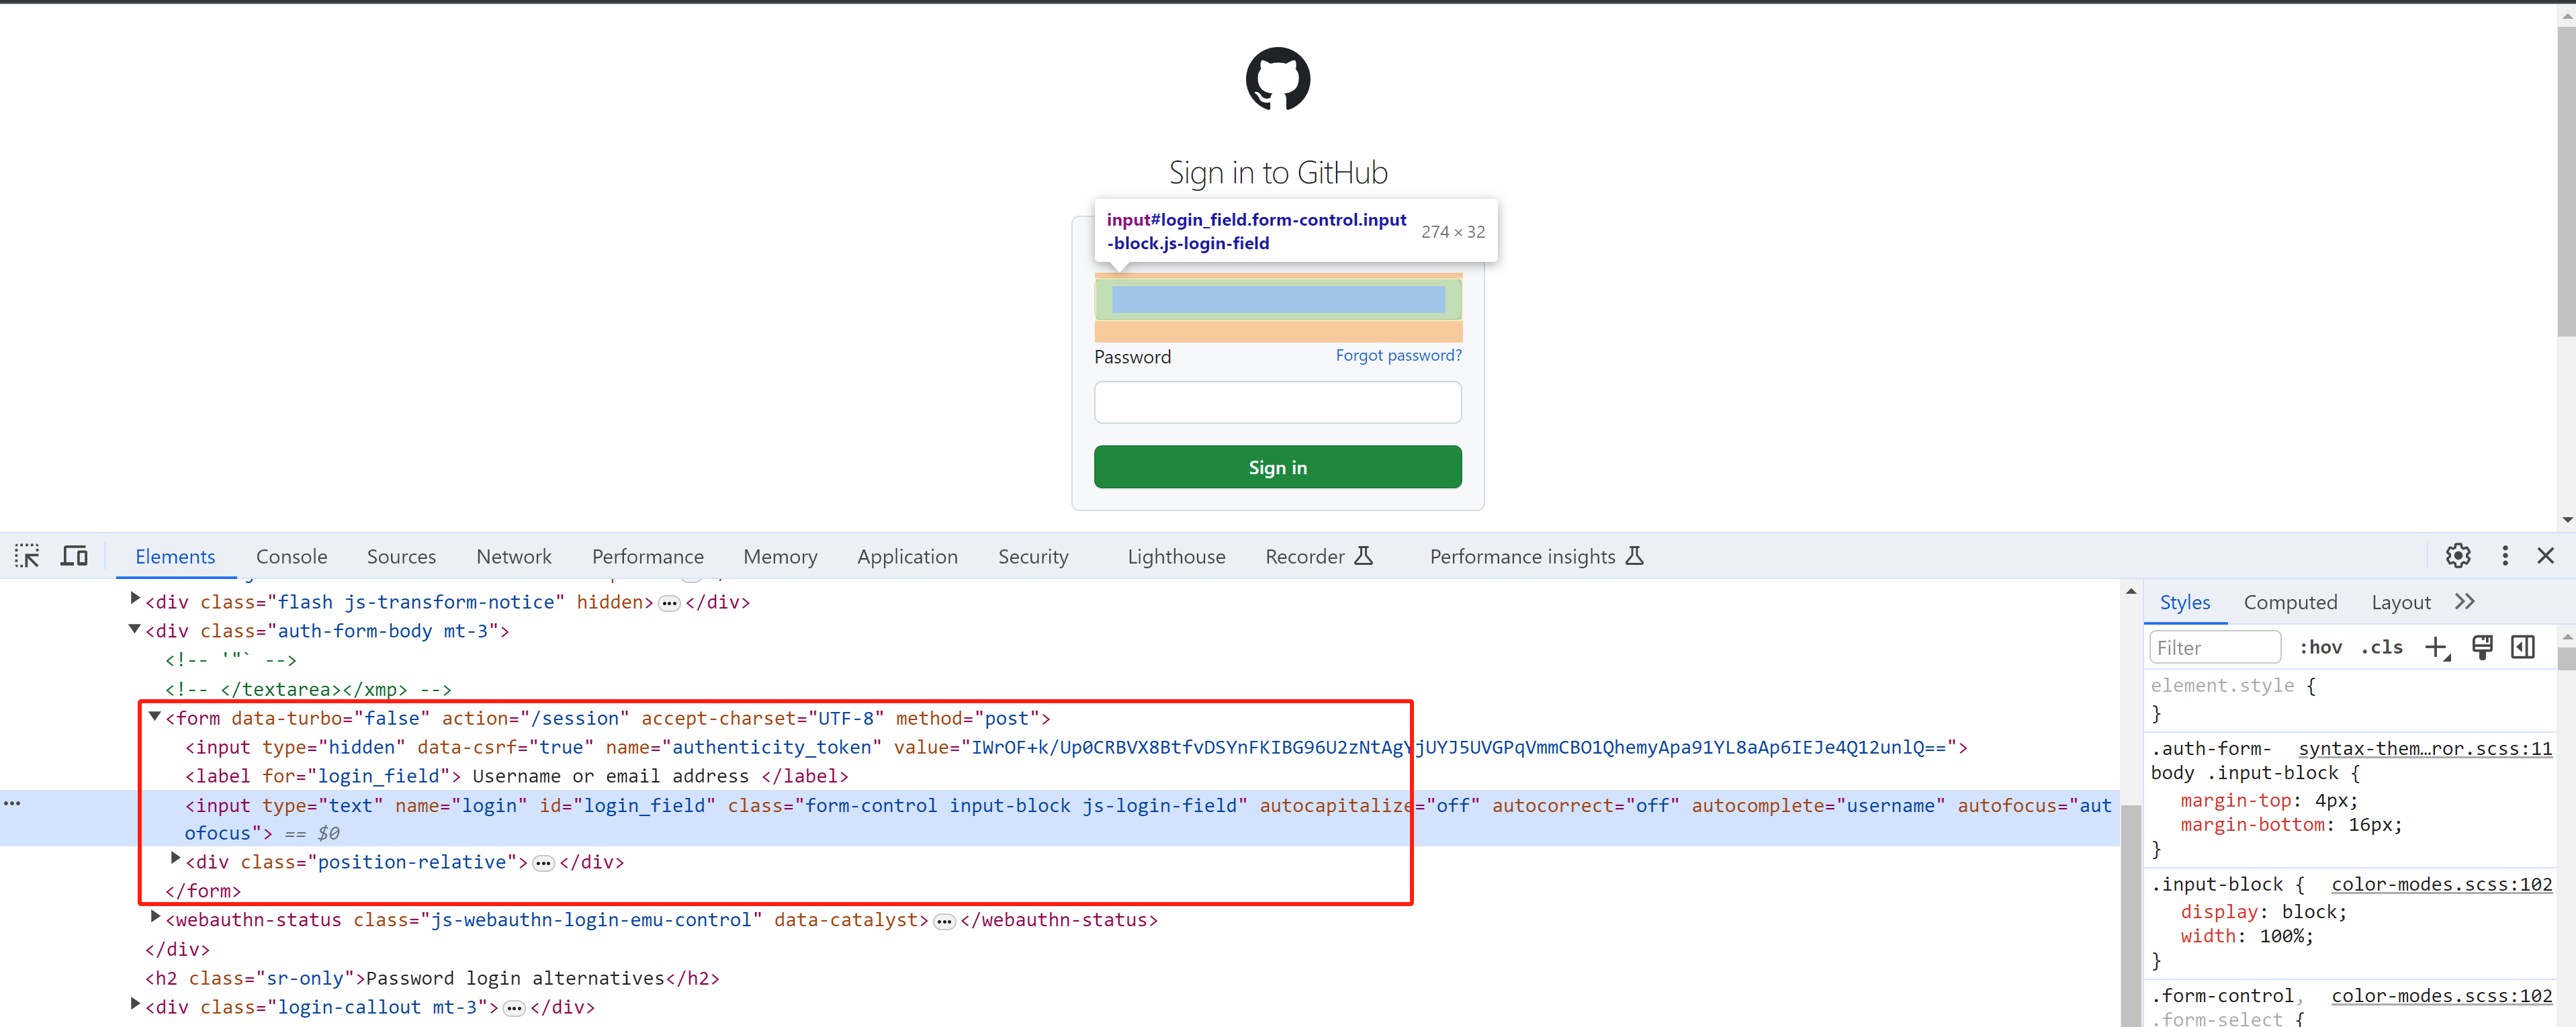 Sign in to GitHub
input#login_field.form-control.input
-block.js-login-field
274 × 32
Password
Forgot password?
Sign in
Elements Console Sources Network Performance Memory Application Security Lighthouse Recorder Performance insights
<div class="flash js-transform-notice" hidden>…</div>
<div class="auth-form-body mt-3">
<!-- '"` -->
<!-- </textarea></xmp> -->
<form data-turbo="false" action="/session" accept-charset="UTF-8" method="post">
<input type="hidden" data-csrf="true" name="authenticity_token" value="IWrOF+k/Up0CRBVX8BtfvDSYnFKIBG96U2zNtAgYjUYJ5UVGPqVmmCBO1QhemyApa91YL8aAp6IEJe4Q12unlQ==">
<label for="login_field"> Username or email address </label>
<input type="text" name="login" id="login_field" class="form-control input-block js-login-field" autocapitalize="off" autocorrect="off" autocomplete="username" autofocus="aut
ofocus"> == $0
<div class="position-relative">…</div>
</form>
<webauthn-status class="js-webauthn-login-emu-control" data-catalyst>…</webauthn-status>
</div>
<h2 class="sr-only">Password login alternatives</h2>
<div class="login-callout mt-3">…</div>
Styles Computed Layout
Filter :hov .cls
element.style {
}
.auth-form- syntax-them…ror.scss:11
body .input-block {
margin-top: 4px;
margin-bottom: 16px;
}
.input-block { color-modes.scss:102
display: block;
width: 100%;
}
.form-control, color-modes.scss:102
.form-select {